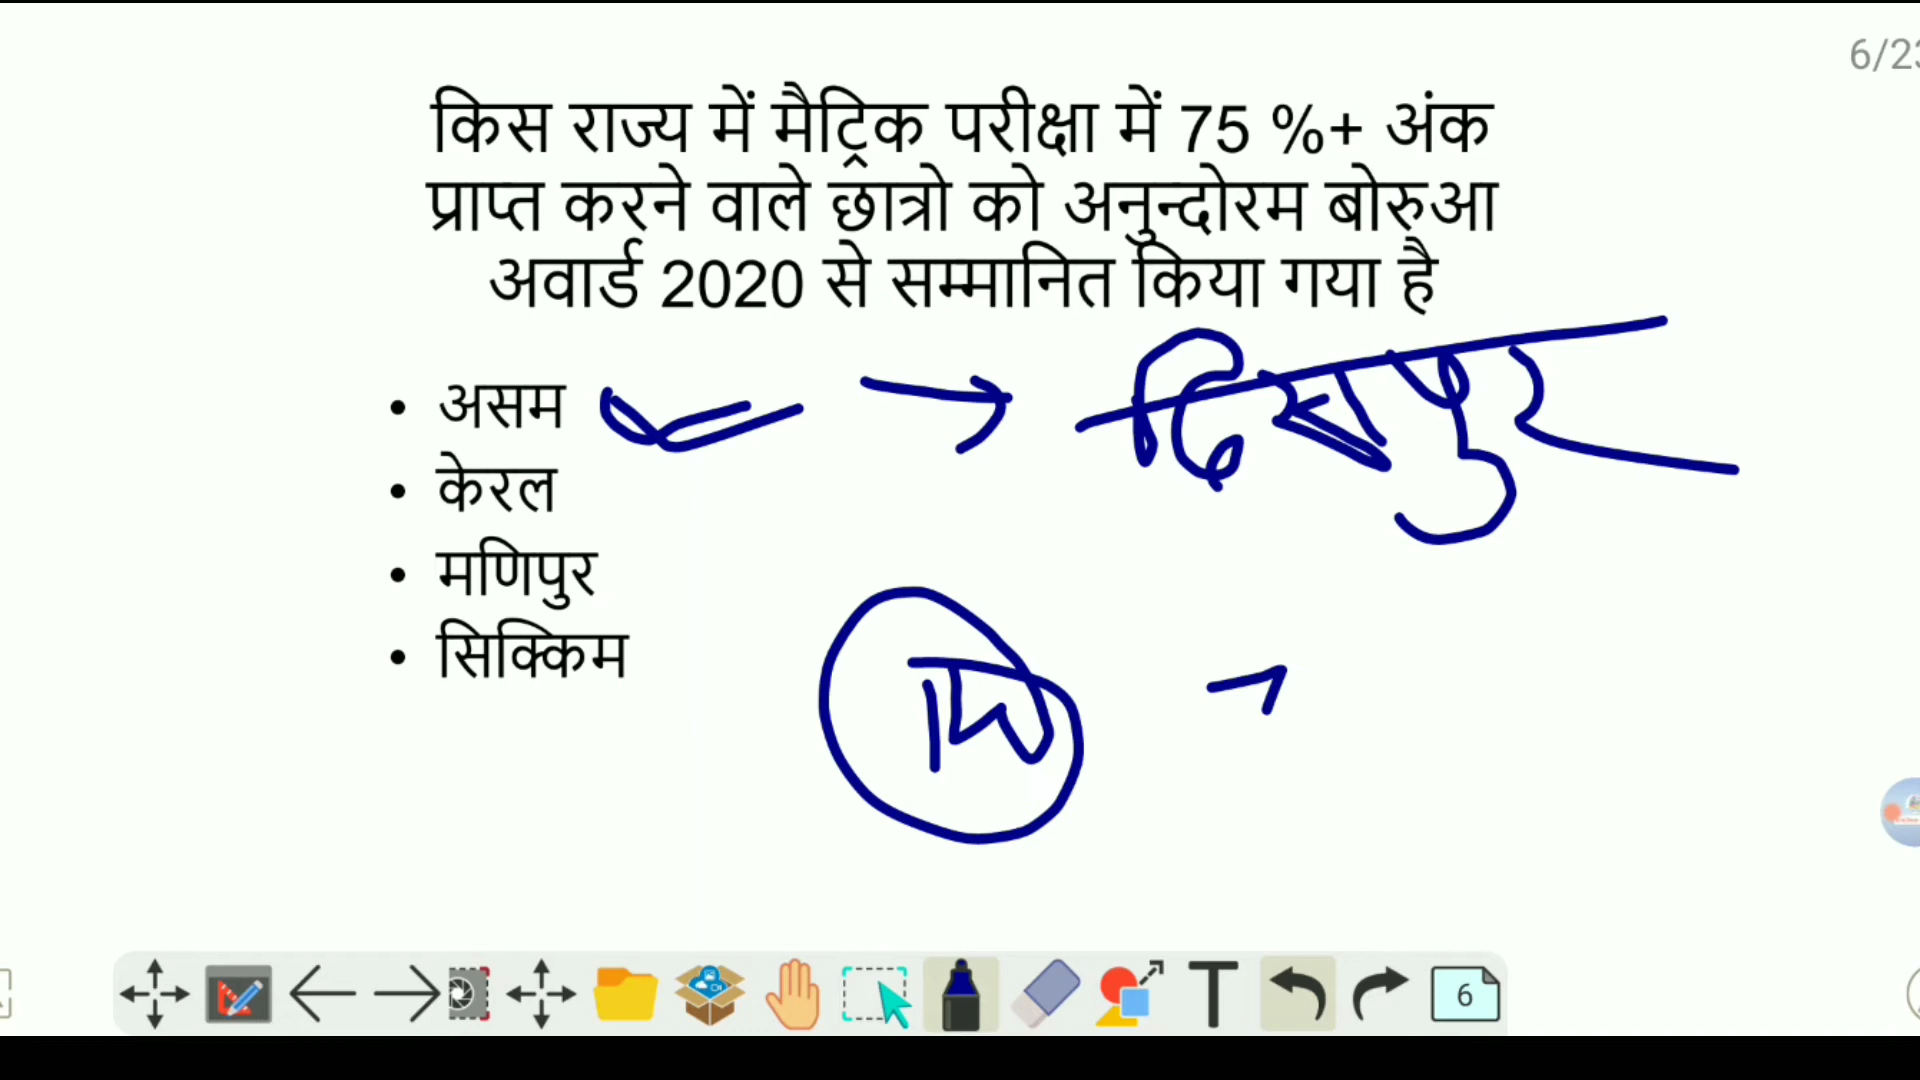 6/23
किस राज्य में मैट्रिक परीक्षा में 75 %+ अंक
प्राप्त करने वाले छात्रो को अनुन्दोरम बोरुआ
अवार्ड 2020 से सम्मानित किया गया है
• असम → दिसपुर
• केरल
• मणिपुर
• सिक्किम
T
6